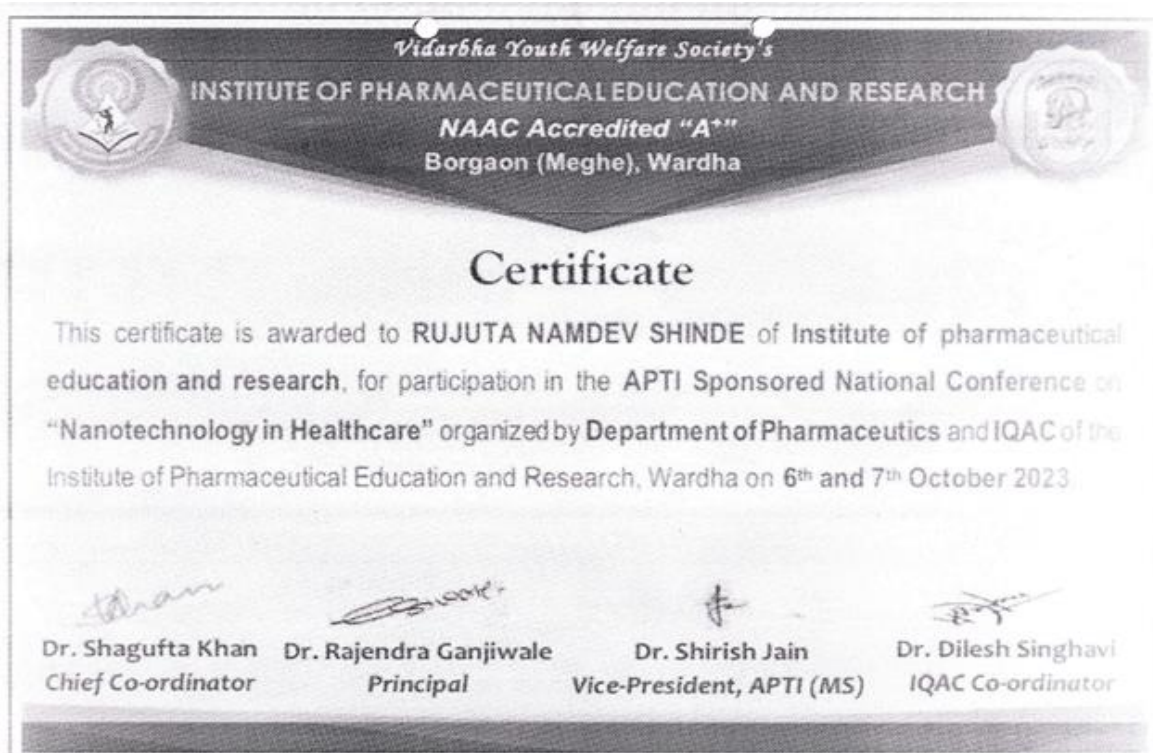 Vidarbha Youth Welfare Society's
INSTITUTE OF PHARMACEUTICAL EDUCATION AND RESEARCH
NAAC Accredited "A+"
Borgaon (Meghe), Wardha
Certificate
This certificate is awarded to RUJUTA NAMDEV SHINDE of Institute of pharmaceutical
education and research, for participation in the APTI Sponsored National Conference on
"Nanotechnology in Healthcare" organized by Department of Pharmaceutics and IQAC of the
Institute of Pharmaceutical Education and Research, Wardha on 6th and 7th October 2023.
Dr. Shagufta Khan Dr. Rajendra Ganjiwale Dr. Shirish Jain Dr. Dilesh Singhavi
Chief Co-ordinator Principal Vice-President, APTI (MS) IQAC Co-ordinator